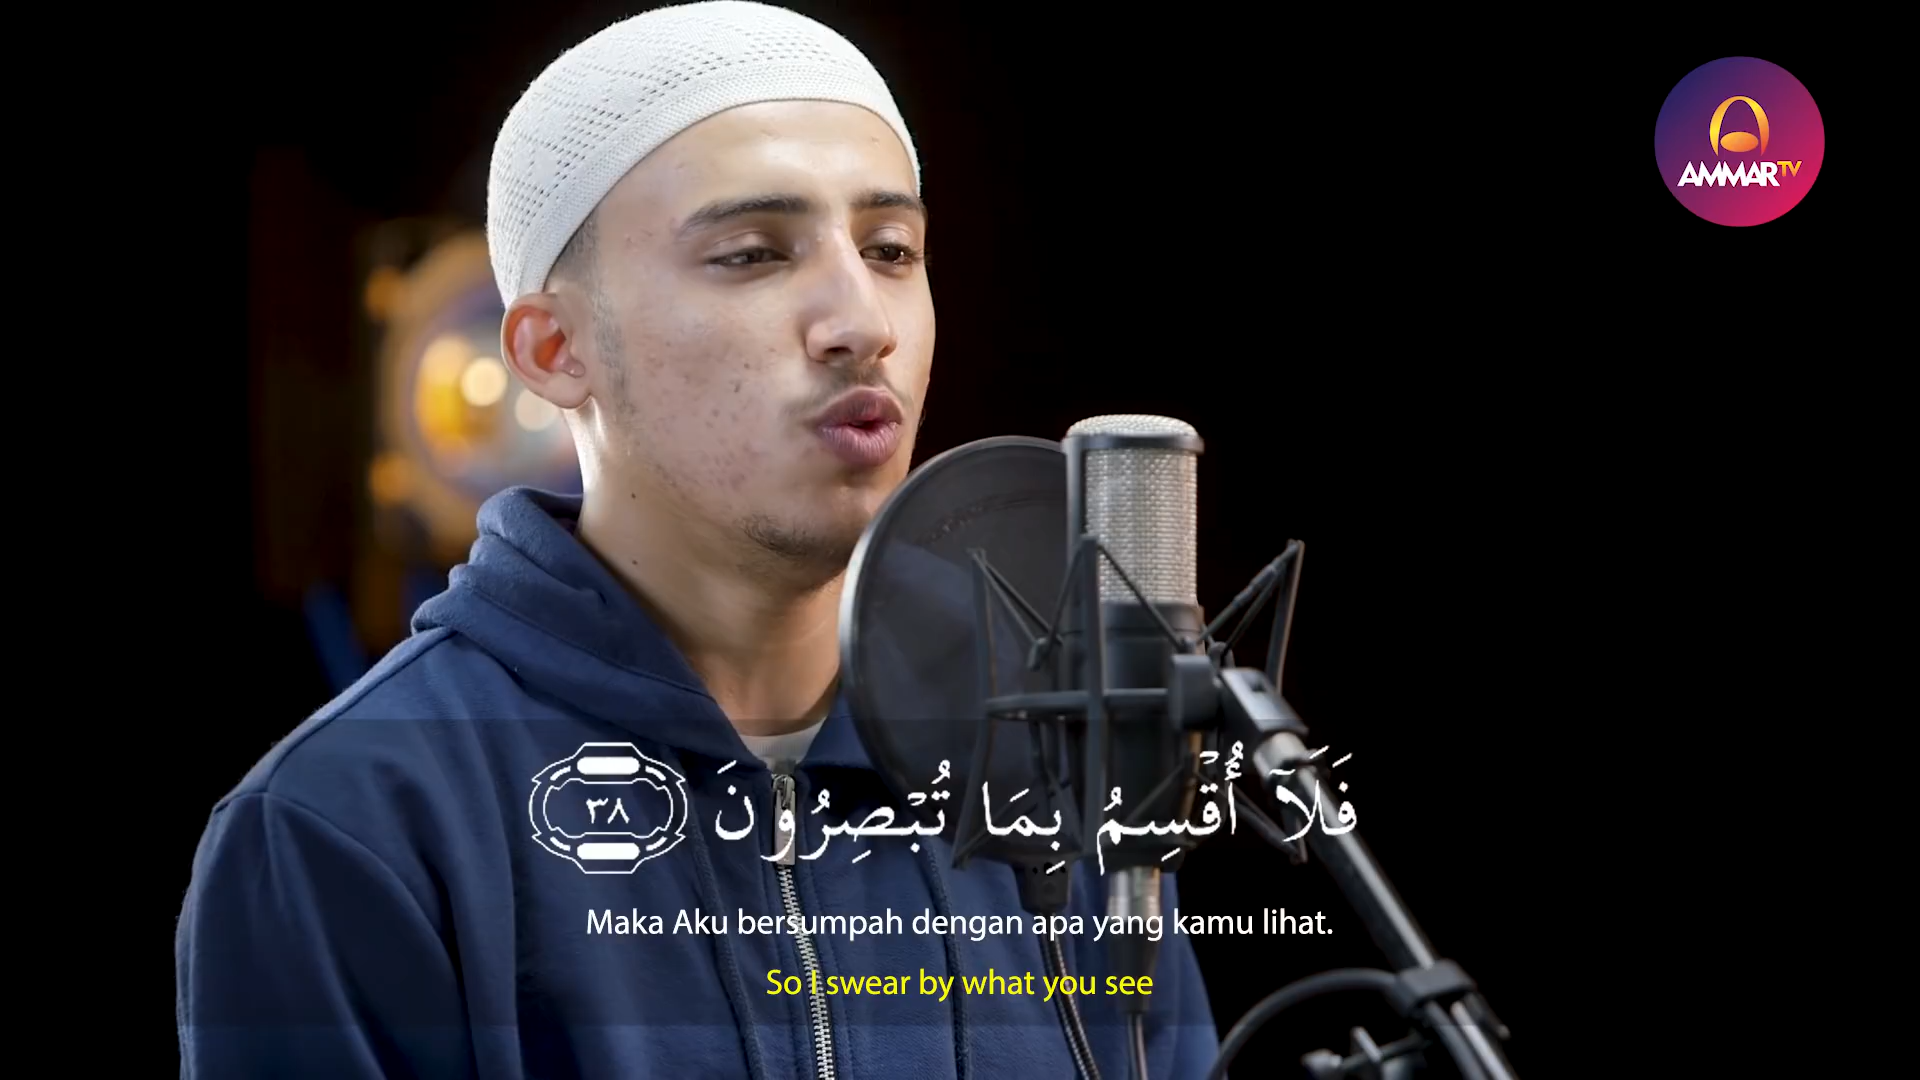 AMMARTV
فَلَآ أُقۡسِمُ بِمَا تُبۡصِرُونَ ٣٨
Maka Aku bersumpah dengan apa yang kamu lihat.
So I swear by what you see